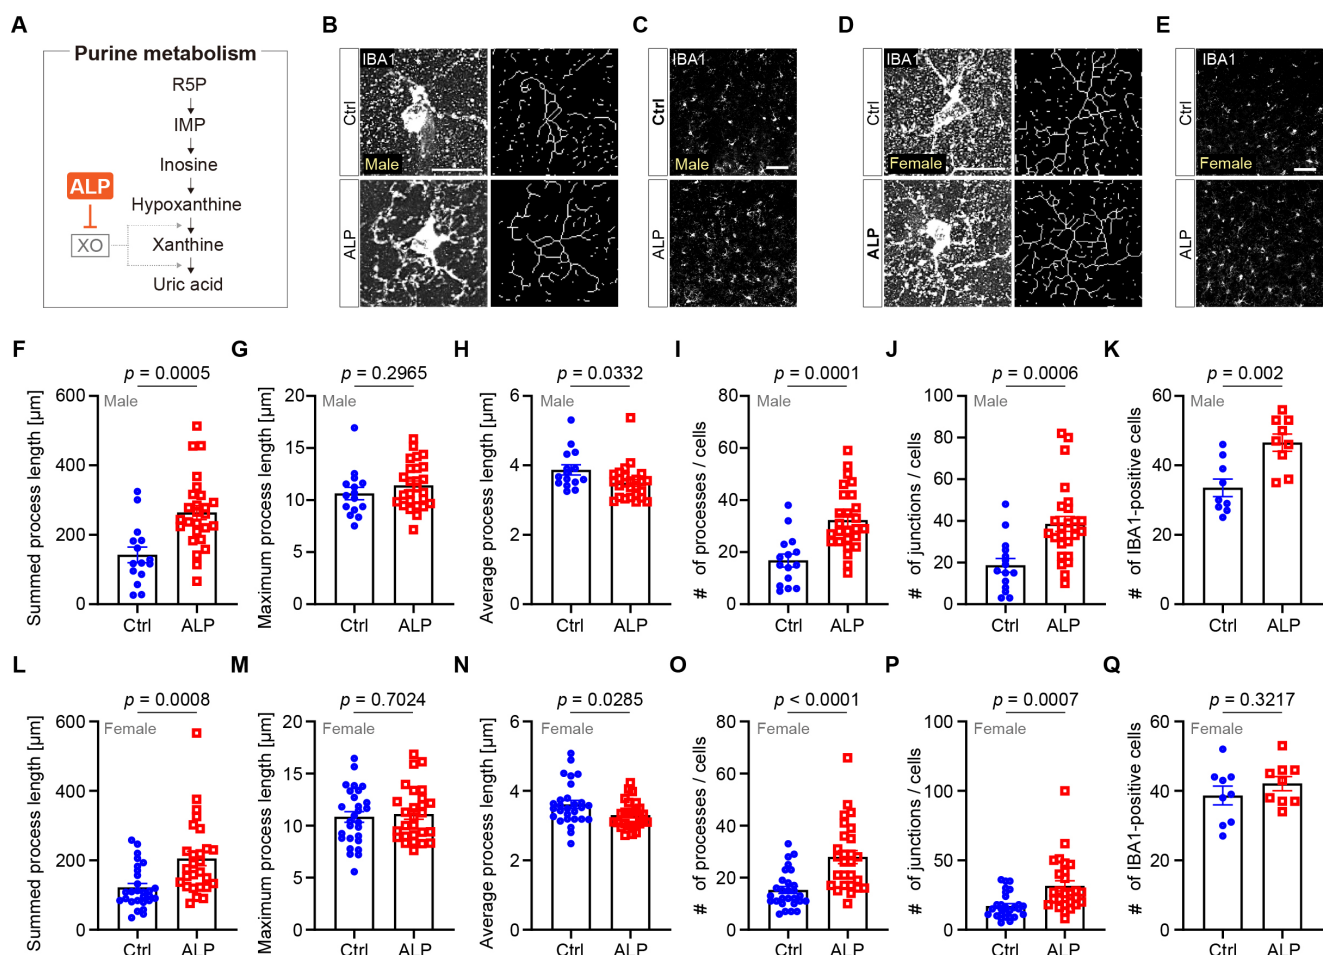 A
Purine metabolism
R5P
IMP
Inosine
ALP
Hypoxanthine
XO
Xanthine
Uric acid
B
Ctrl
IBA1
Male
ALP
C
Ctrl
IBA1
Male
ALP
D
Ctrl
IBA1
Female
ALP
E
Ctrl
IBA1
Female
ALP
F
Summed process length [µm]
p = 0.0005
Male
600
400
200
0
Ctrl ALP
G
Maximum process length [µm]
p = 0.2965
Male
20
15
10
5
0
Ctrl ALP
H
Average process length [µm]
p = 0.0332
Male
6
4
2
0
Ctrl ALP
I
# of processes / cells
p = 0.0001
Male
80
60
40
20
0
Ctrl ALP
J
# of junctions / cells
p = 0.0006
Male
100
80
60
40
20
0
Ctrl ALP
K
# of IBA1-positive cells
p = 0.002
Male
60
40
20
0
Ctrl ALP
L
Summed process length [µm]
p = 0.0008
Female
600
400
200
0
Ctrl ALP
M
Maximum process length [µm]
p = 0.7024
Female
20
15
10
5
0
Ctrl ALP
N
Average process length [µm]
p = 0.0285
Female
6
4
2
0
Ctrl ALP
O
# of processes / cells
p < 0.0001
Female
80
60
40
20
0
Ctrl ALP
P
# of junctions / cells
p = 0.0007
Female
100
100
50
0
Ctrl ALP
Q
# of IBA1-positive cells
p = 0.3217
Female
60
40
20
0
Ctrl ALP